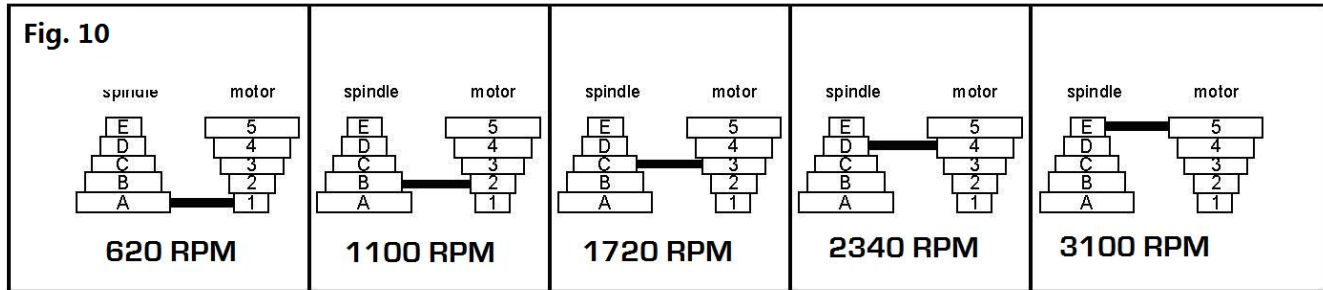 Fig. 10
spindle motor
E 5
D 4
C 3
B 2
A 1
620 RPM
spindle motor
E 5
D 4
C 3
B 2
A 1
1100 RPM
spindle motor
E 5
D 4
C 3
B 2
A 1
1720 RPM
spindle motor
E 5
D 4
C 3
B 2
A 1
2340 RPM
spindle motor
E 5
D 4
C 3
B 2
A 1
3100 RPM